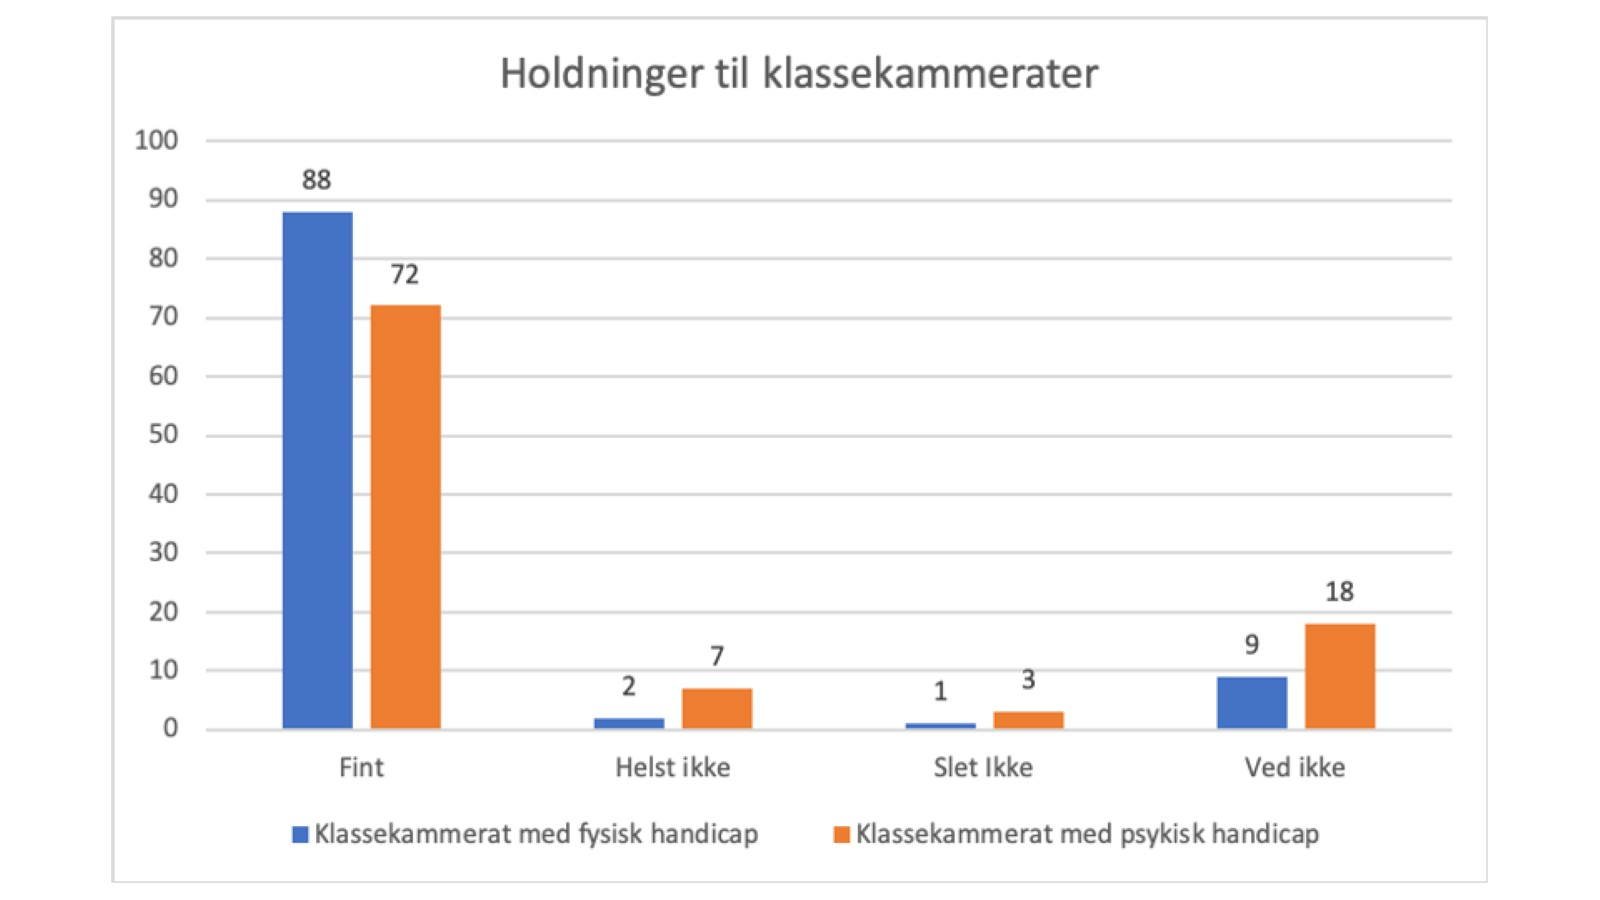 Holdninger til klassekammerater
100
90
80
70
60
50
40
30
20
10
0
88
72
2
7
1
3
9
18
Fint
Helst ikke
Slet Ikke
Ved ikke
Klassekammerat med fysisk handicap
Klassekammerat med psykisk handicap